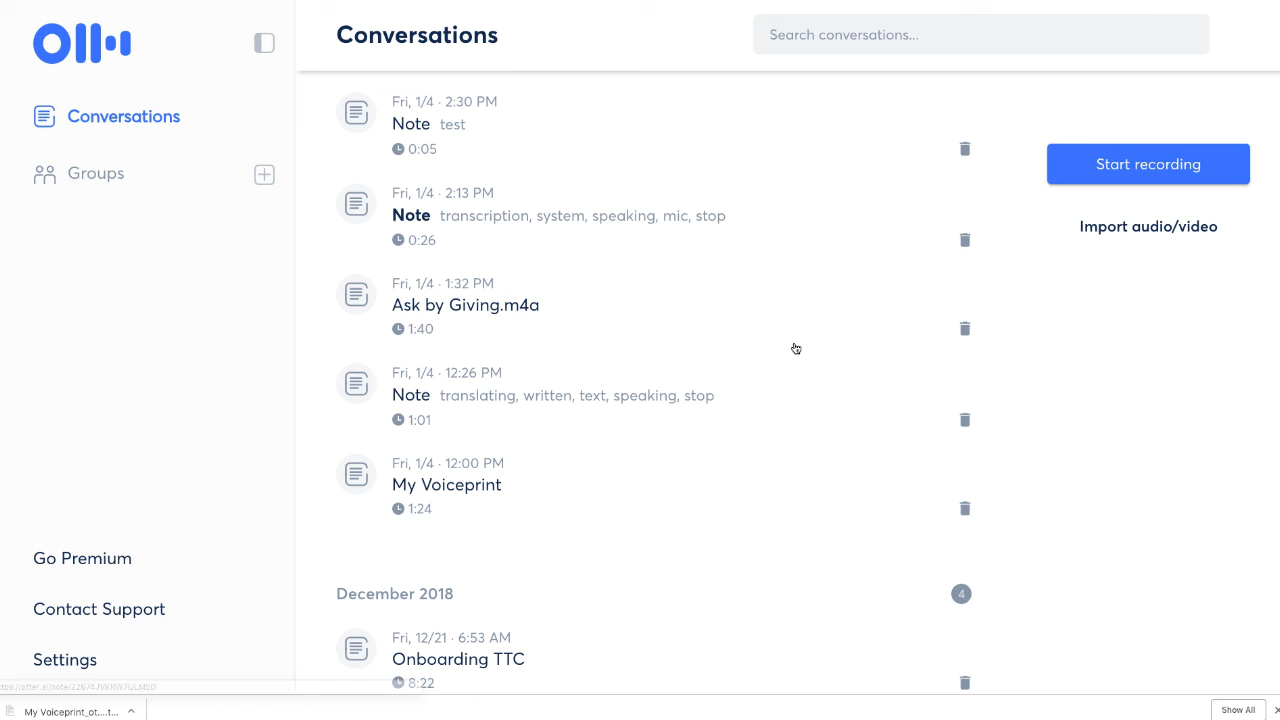 Conversations
Search conversations...
Conversations
Groups
Fri, 1/4 · 2:30 PM
Note test
0:05
Start recording
Fri, 1/4 · 2:13 PM
Note transcription, system, speaking, mic, stop
0:26
Import audio/video
Fri, 1/4 · 1:32 PM
Ask by Giving.m4a
1:40
Fri, 1/4 · 12:26 PM
Note translating, written, text, speaking, stop
1:01
Fri, 1/4 · 12:00 PM
My Voiceprint
1:24
December 2018
4
Fri, 12/21 · 6:53 AM
Onboarding TTC
8:22
Go Premium
Contact Support
Settings
My Voiceprint_ot....t...
Show All